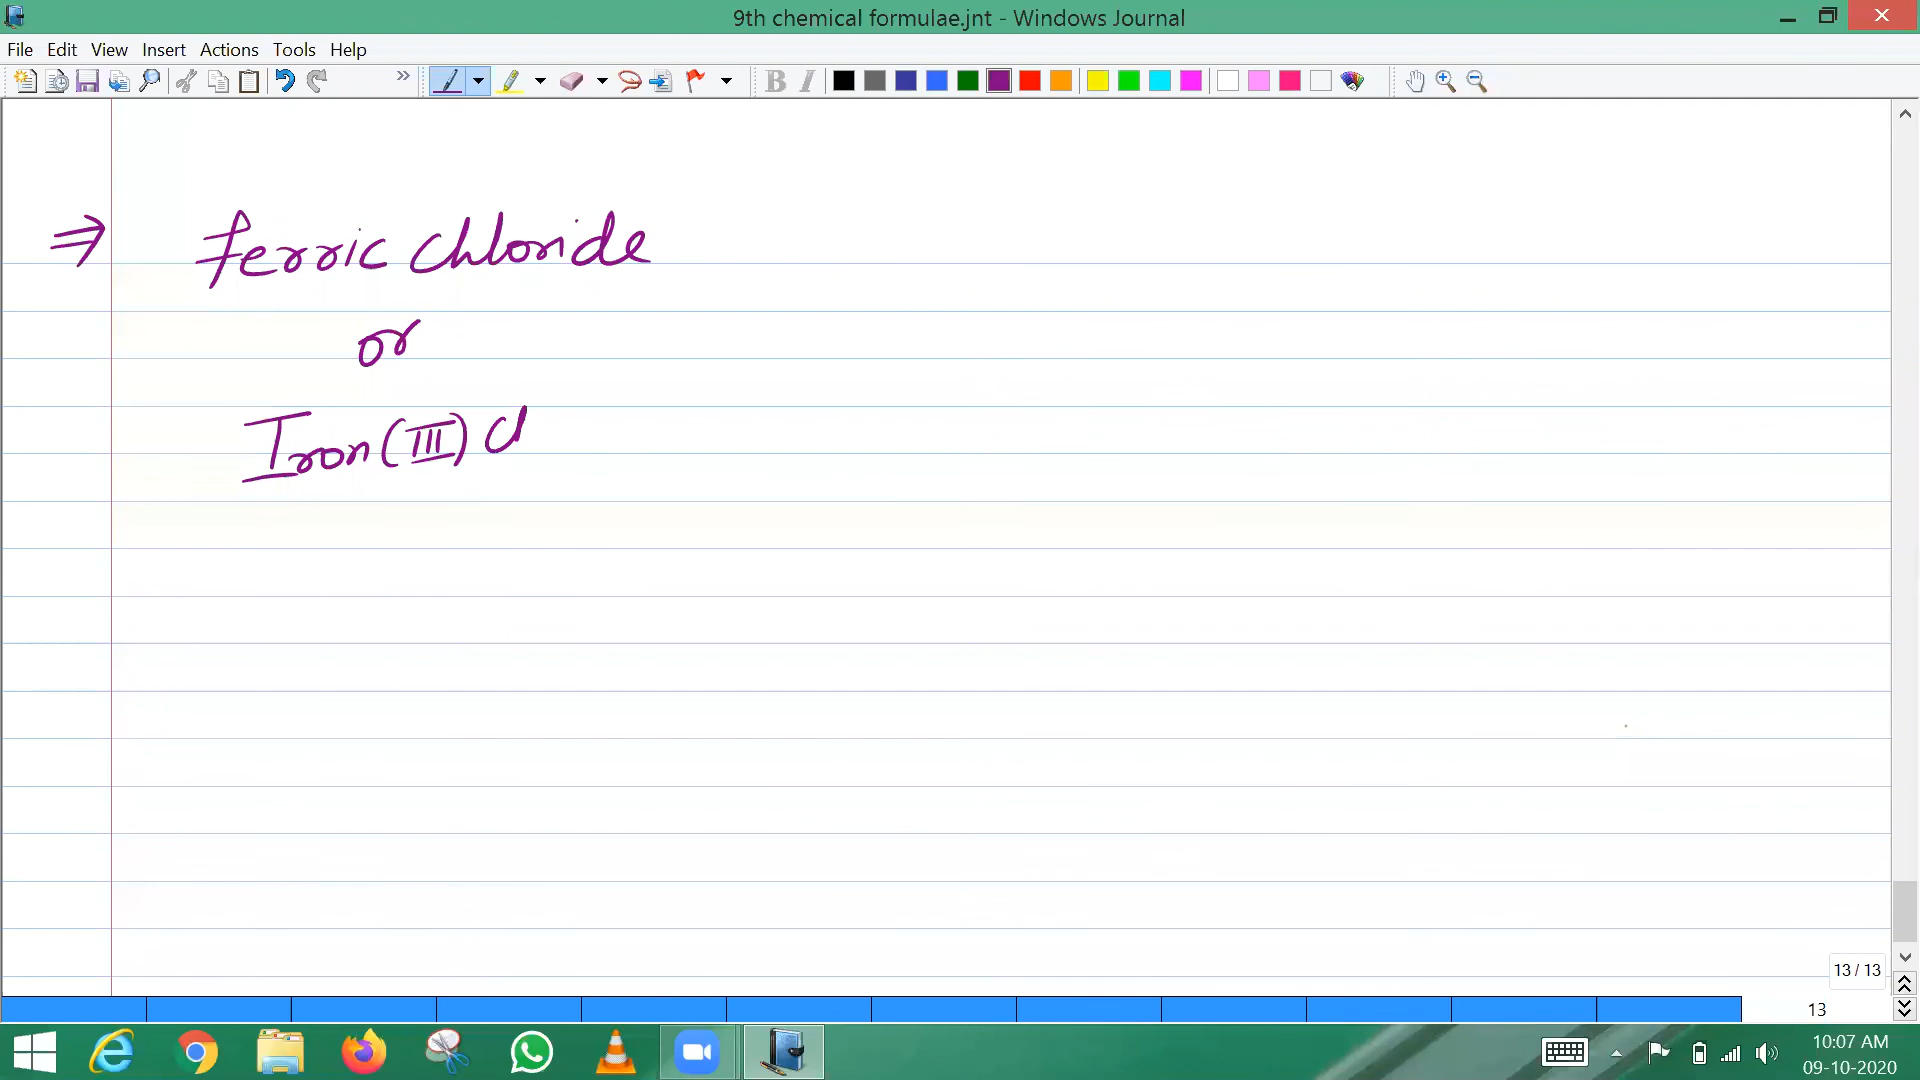 9th chemical formulae.jnt - Windows Journal
File Edit View Insert Actions Tools Help
⇒ Ferric chloride
or
Iron (III) cl
13 / 13
13
10:07 AM
09-10-2020